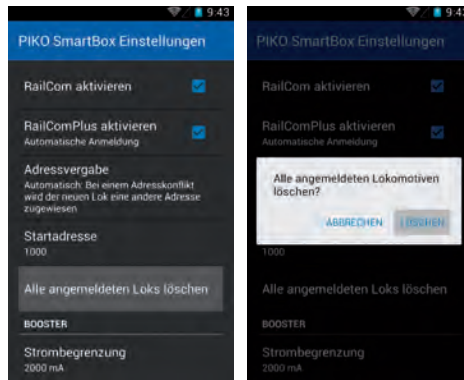 9:43
PIKO SmartBox Einstellungen
RailCom aktivieren
RailComPlus aktivieren
Automatische Anmeldung
Adressvergabe
Automatisch: Bei einem Adresskonflikt
wird der neuen Lok eine andere Adresse
zugewiesen
Startadresse
1000
Alle angemeldeten Loks löschen
BOOSTER
Strombegrenzung
2000 mA
9:43
PIKO SmartBox Einstellungen
RailCom aktivieren
RailComPlus aktivieren
Automatische Anmeldung
Alle angemeldeten Lokomotiven
löschen?
ABBRECHEN LÖSCHEN
1000
Alle angemeldeten Loks löschen
BOOSTER
Strombegrenzung
2000 mA